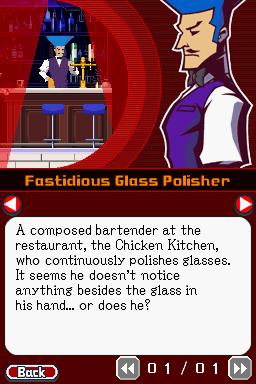 Fastidious Glass Polisher
A composed bartender at the
restaurant, the Chicken Kitchen,
who continuously polishes glasses.
It seems he doesn't notice
anything besides the glass in
his hand... or does he?
Back
01/01